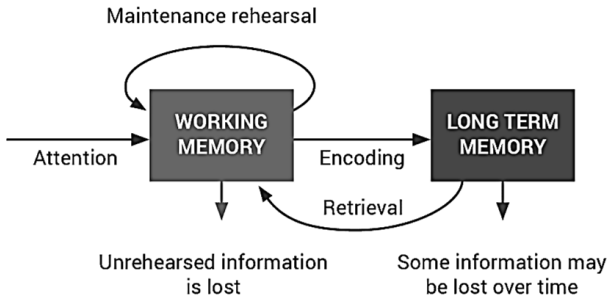 Maintenance rehearsal
WORKING
MEMORY
LONG TERM
MEMORY
Attention
Encoding
Retrieval
Unrehearsed information
is lost
Some information may
be lost over time